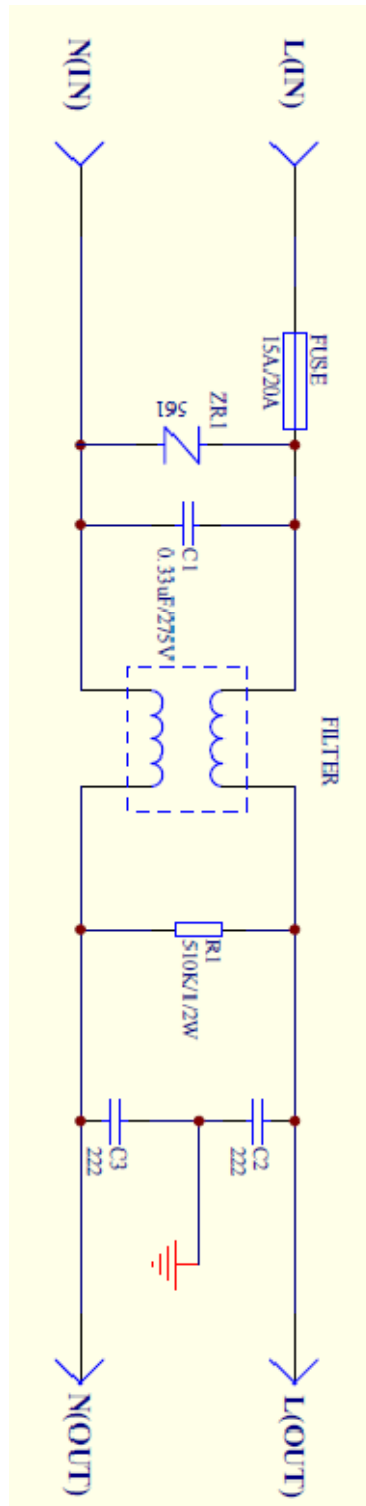 L(IN)
N(IN)
FUSE
15A/20A
ZR1
561
C1
0.33uF/275V
FILTER
R1
510K/1/2W
C2
222
C3
222
L(OUT)
N(OUT)